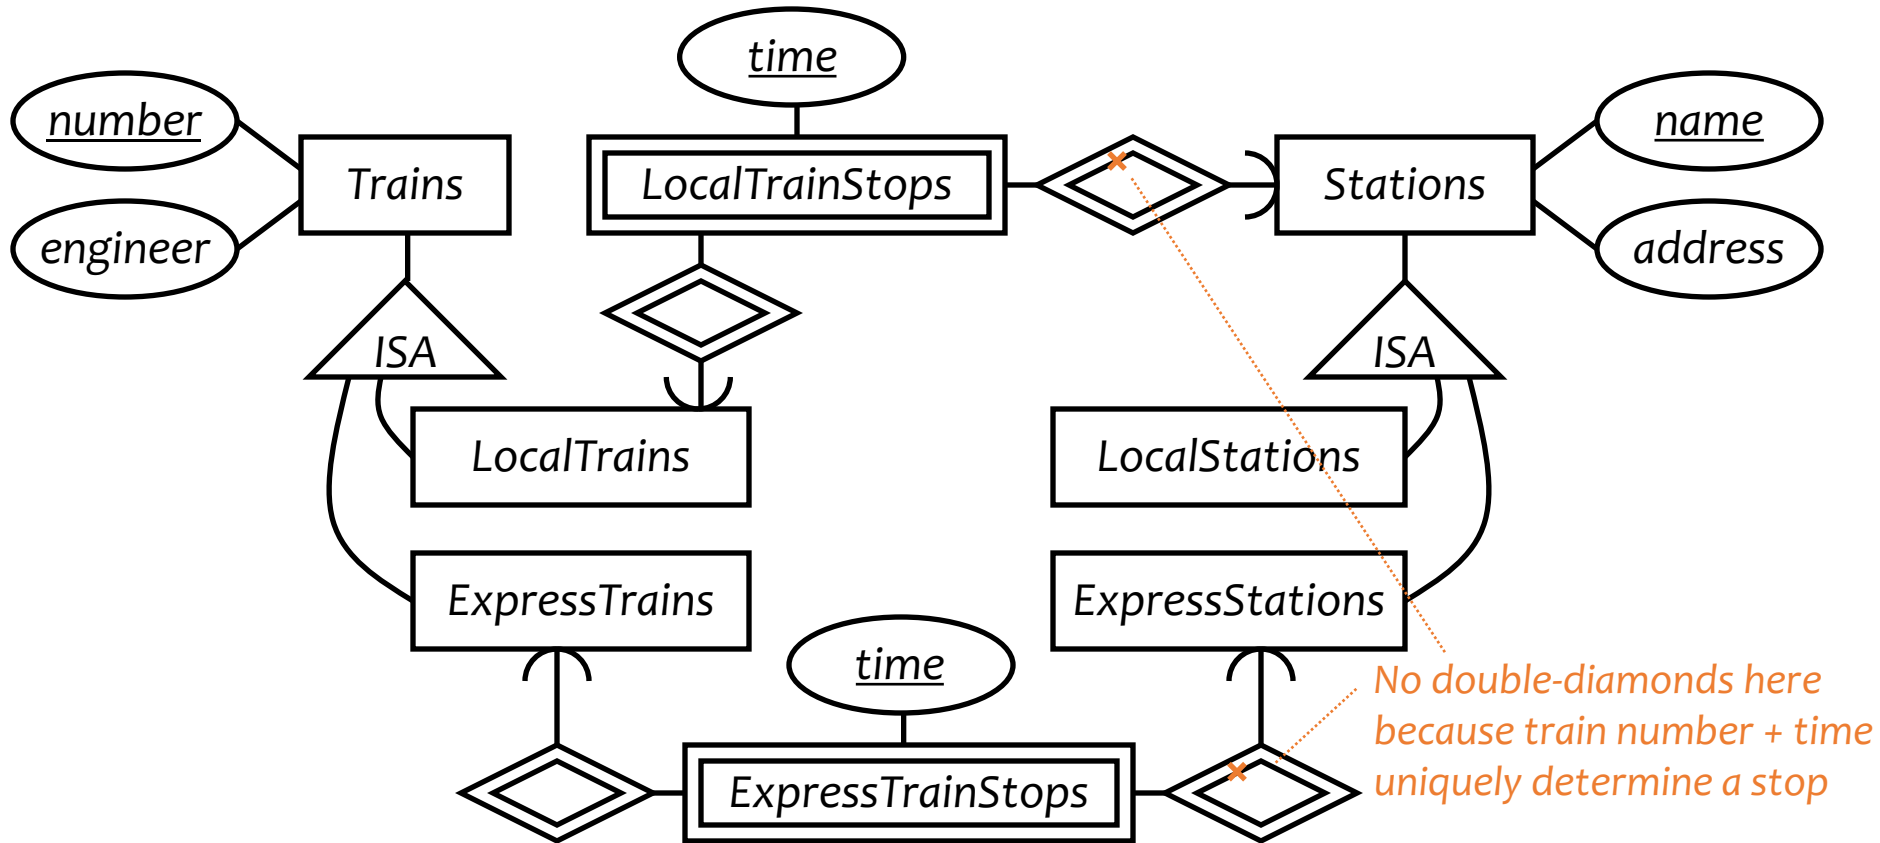 time
number
name
Trains
LocalTrainStops
Stations
engineer
address
ISA
ISA
LocalTrains
LocalStations
ExpressTrains
ExpressStations
time
No double-diamonds here
because train number + time
uniquely determine a stop
ExpressTrainStops